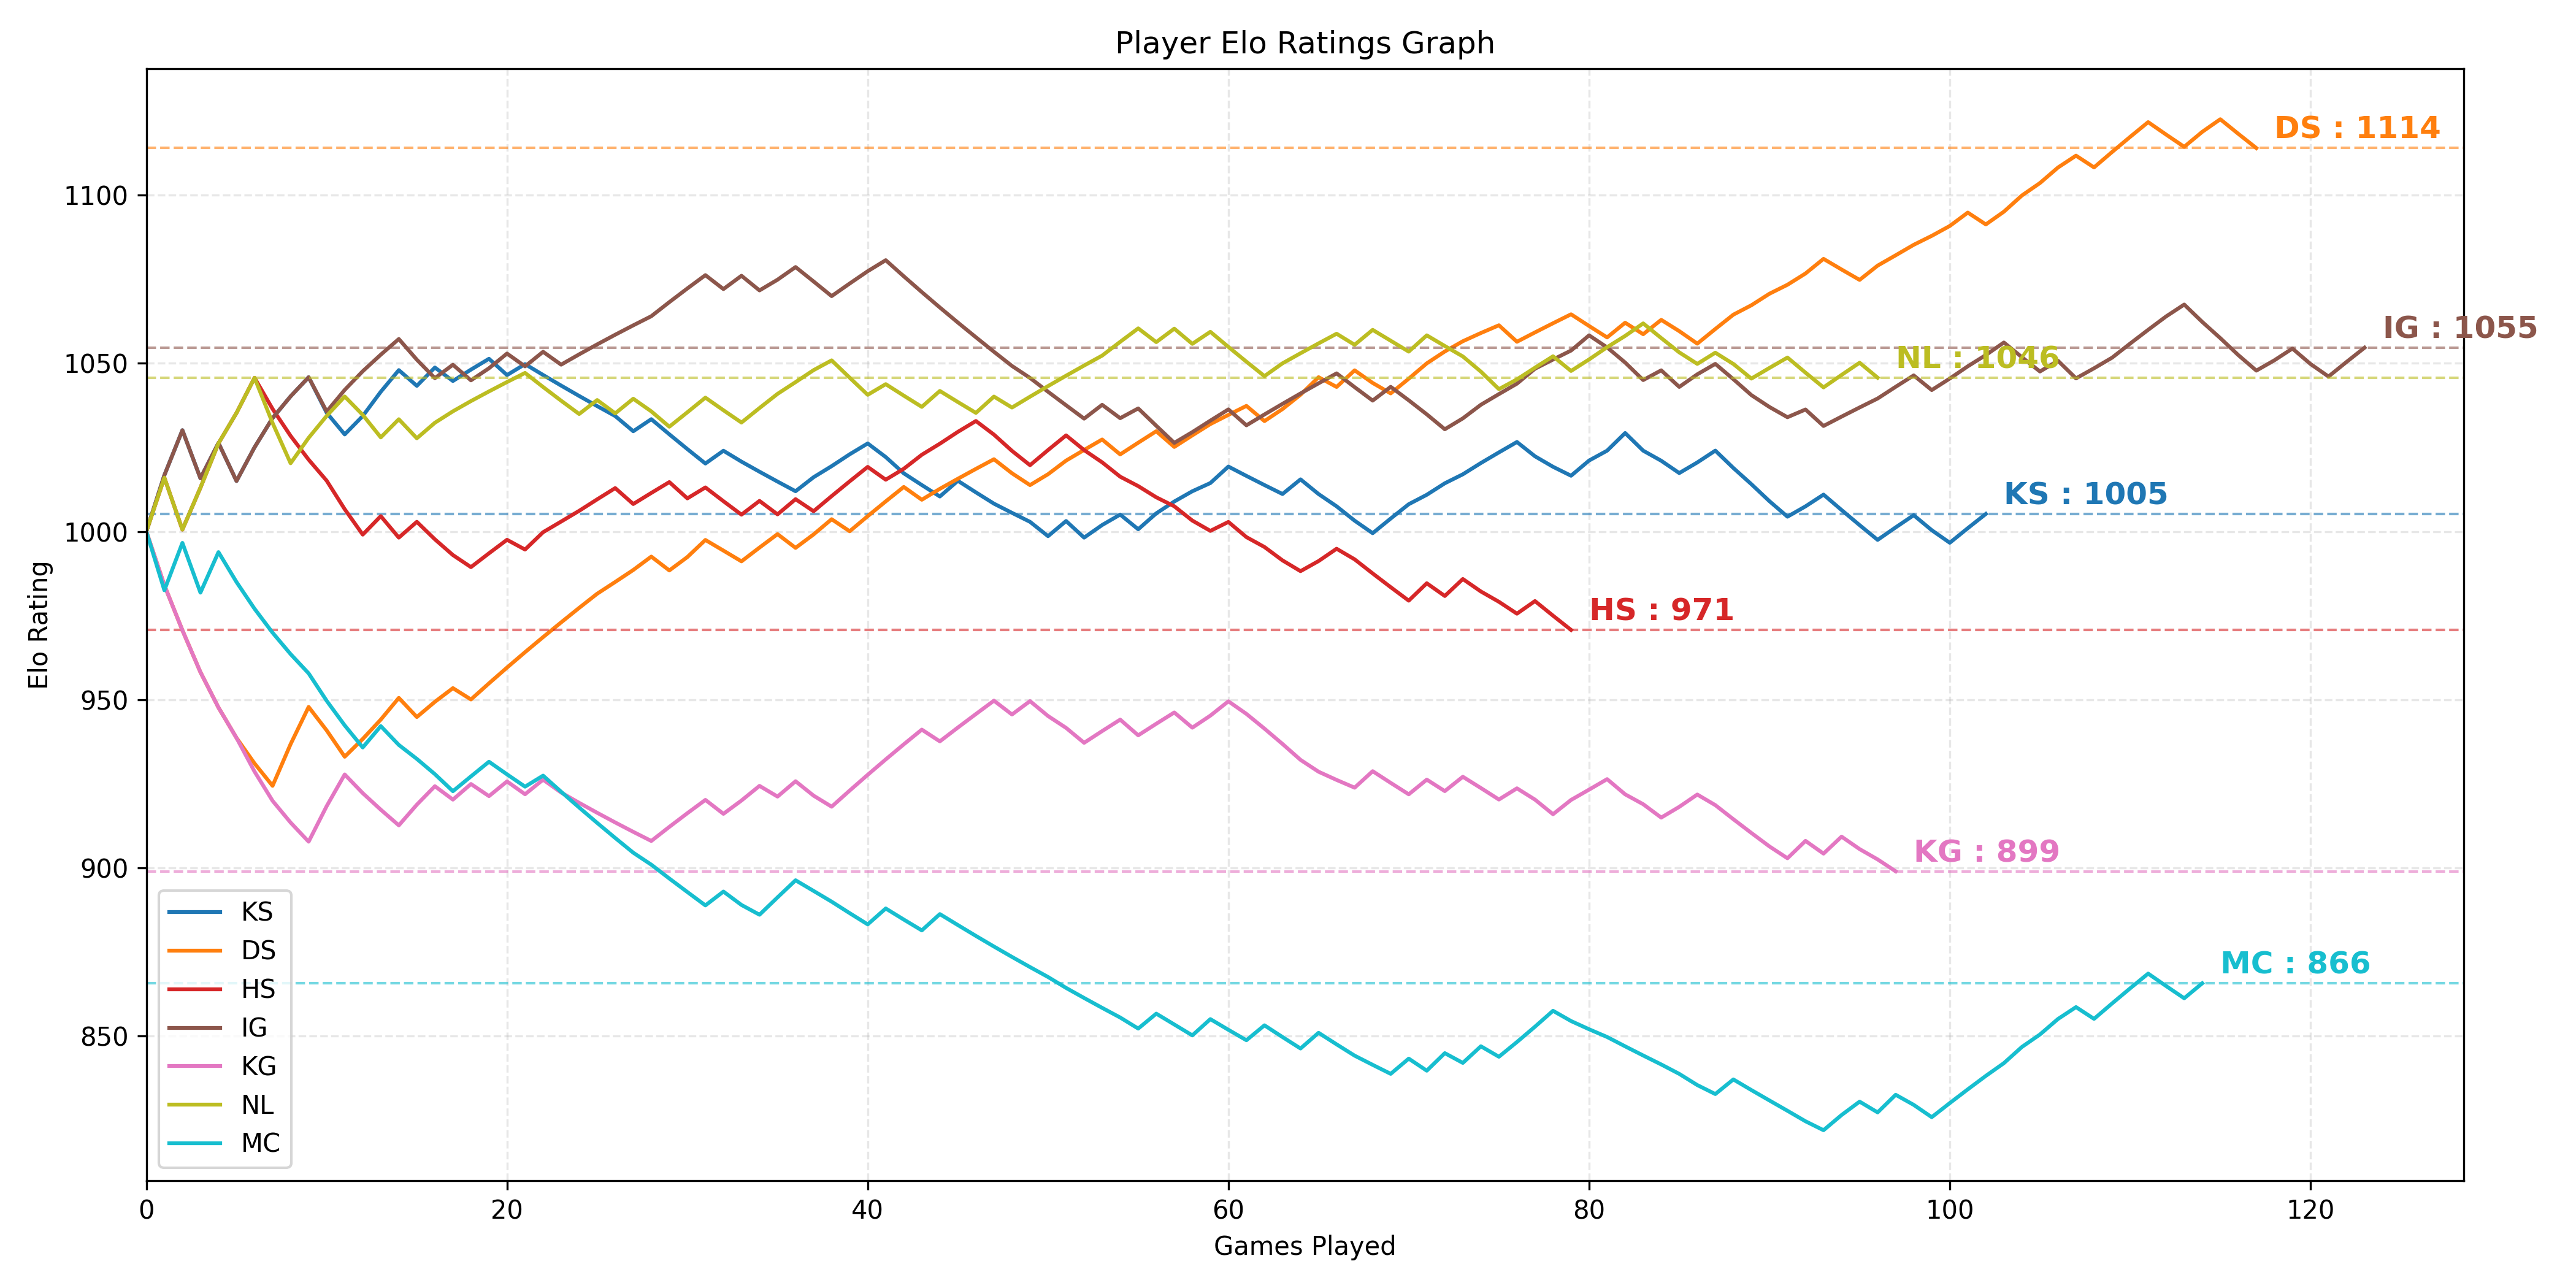 Player Elo Ratings Graph
DS : 1114
1100
IG : 1055
1050
NL : 1046
KS : 1005
1000
HS : 971
950
900
KG : 899
MC : 866
850
Elo Rating
KS
DS
HS
IG
KG
NL
MC
0 20 40 60 80 100 120
Games Played